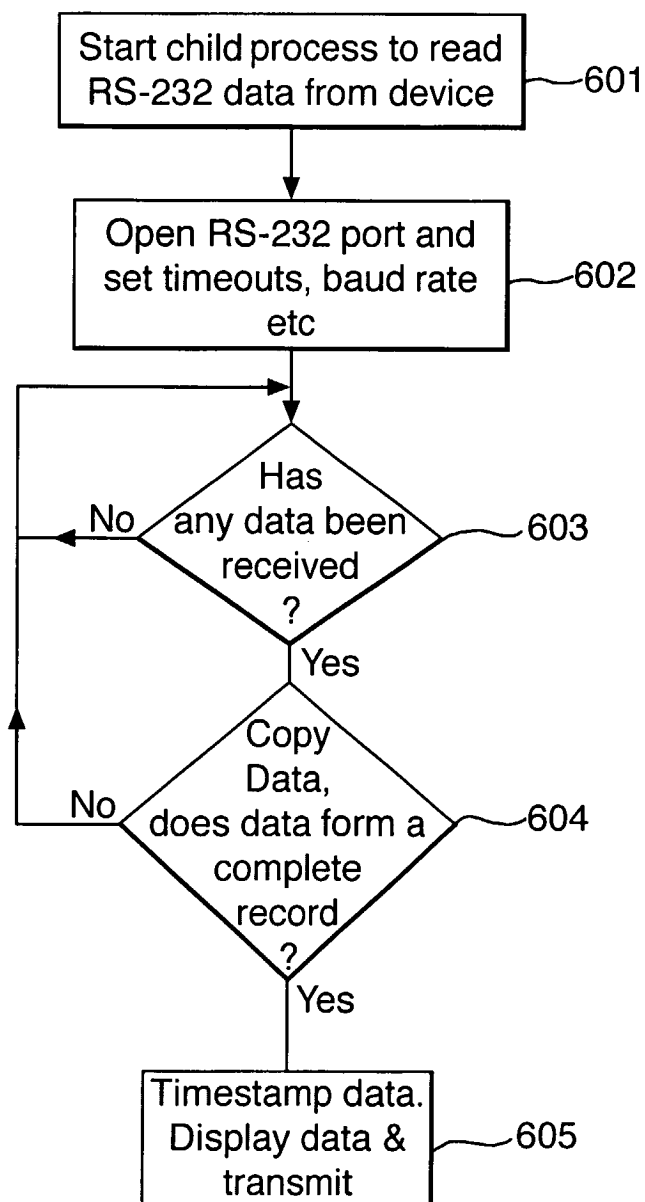 Start child process to read
RS-232 data from device
601
Open RS-232 port and
set timeouts, baud rate
etc
602
Has
any data been
received
?
603
No
Yes
Copy
Data,
does data form a
complete
record
?
604
No
Yes
Timestamp data.
Display data &
transmit
605